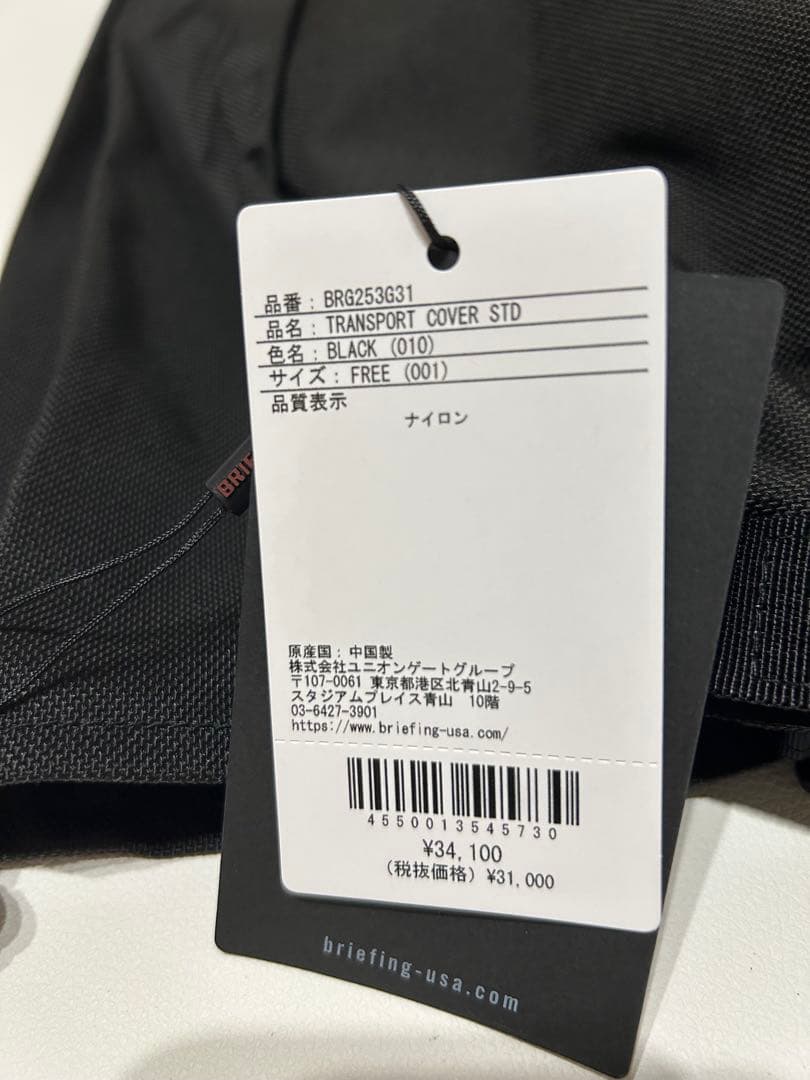 品番：BRG253G31
品名：TRANSPORT COVER STD
色名：BLACK (010)
サイズ：FREE (001)
品質表示
ナイロン
BRIEF
原産国：中国製
株式会社ユニオンゲートグループ
〒107-0061 東京都港区北青山2-9-5
スタジアムプレイス青山 10階
03-6427-3901
https://www.briefing-usa.com/
4550013545730
¥34,100
(税抜価格) ¥31,000
briefing-usa.com